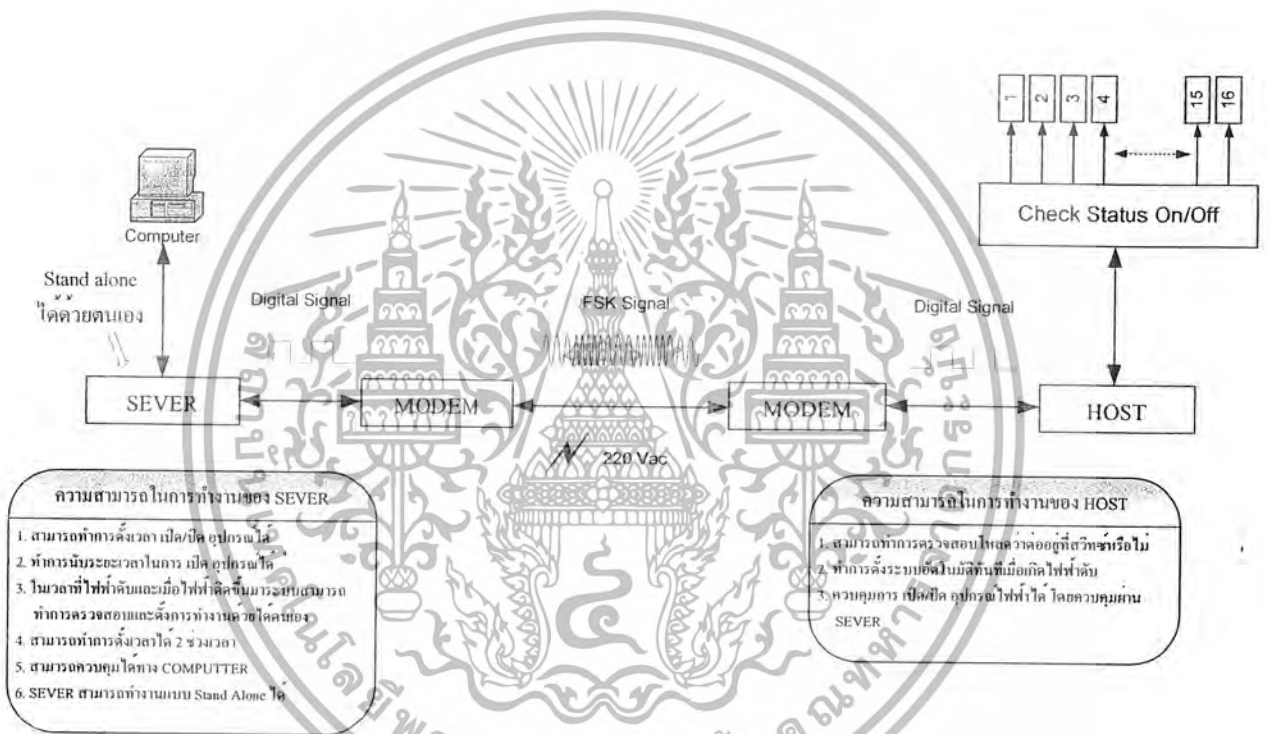 1
2
3
4
15
16
Check Status On/Off
Computer
Stand alone
ได้ด้วยตนเอง
Digital Signal
FSK Signal
Digital Signal
SEVER
MODEM
MODEM
HOST
220 Vac
ความสามารถในการทำงานของ SEVER
1. สามารถทำการตั้งเวลา เปิด/ปิด อุปกรณ์ได้
2. ทำการนับระยะเวลาในการ เปิด อุปกรณ์ได้
3. ในเวลาที่ไฟฟ้าดับและเมื่อไฟฟ้าติดขึ้นมาระบบสามารถ
ทำการตรวจสอบและตั้งการทำงานด้วยได้ตนเอง
4. สามารถทำการตั้งเวลาได้ 2 ช่วงเวลา
5. สามารถควบคุมได้ทาง COMPUTTER
6. SEVER สามารถทำงานแบบ Stand Alone ได้
ความสามารถในการทำงานของ HOST
1. สามารถทำการตรวจสอบโหลดว่าต่ออยู่ที่สวิทช์หรือไม่
2. ทำการตั้งระบบอัตโนมัติทันทีเมื่อเกิดไฟฟ้าดับ
3. ควบคุมการ เปิด/ปิด อุปกรณ์ไฟฟ้าได้ โดยควบคุมผ่าน
SEVER